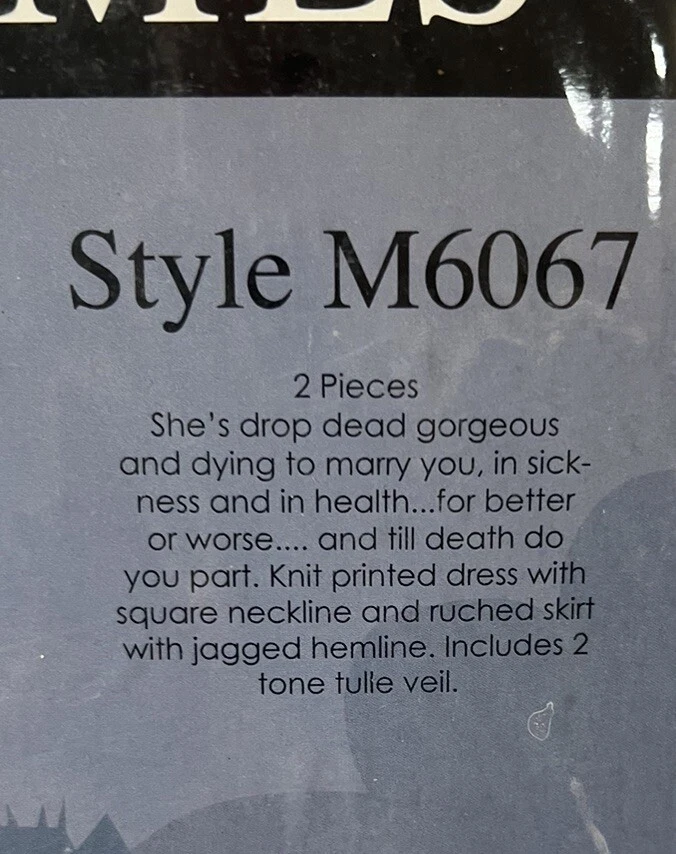 MES
Style M6067
2 Pieces
She's drop dead gorgeous
and dying to marry you, in sick-
ness and in health...for better
or worse.... and till death do
you part. Knit printed dress with
square neckline and ruched skirt
with jagged hemline. Includes 2
tone tulle veil.